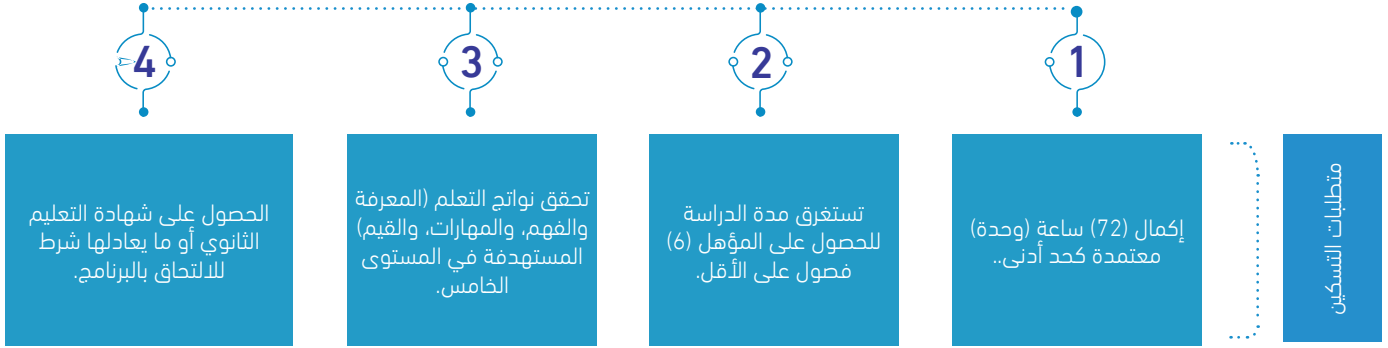 متطلبات التسكين
1
إكمال (72) ساعة (وحدة)
معتمدة كحد أدنى..
2
تستغرق مدة الدراسة
للحصول على المؤهل (6)
فصول على الأقل.
3
تحقق نواتج التعلم (المعرفة
والفهم، والمهارات، والقيم)
المستهدفة في المستوى
الخامس.
4
الحصول على شهادة التعليم
الثانوي أو ما يعادلها شرط
للالتحاق بالبرنامج.